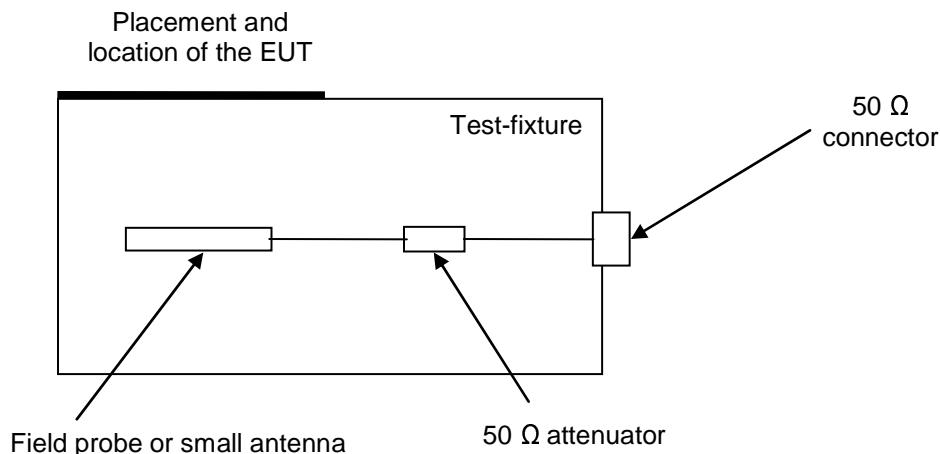 Placement and
location of the EUT
Test-fixture
50 Ω
connector
Field probe or small antenna
50 Ω attenuator